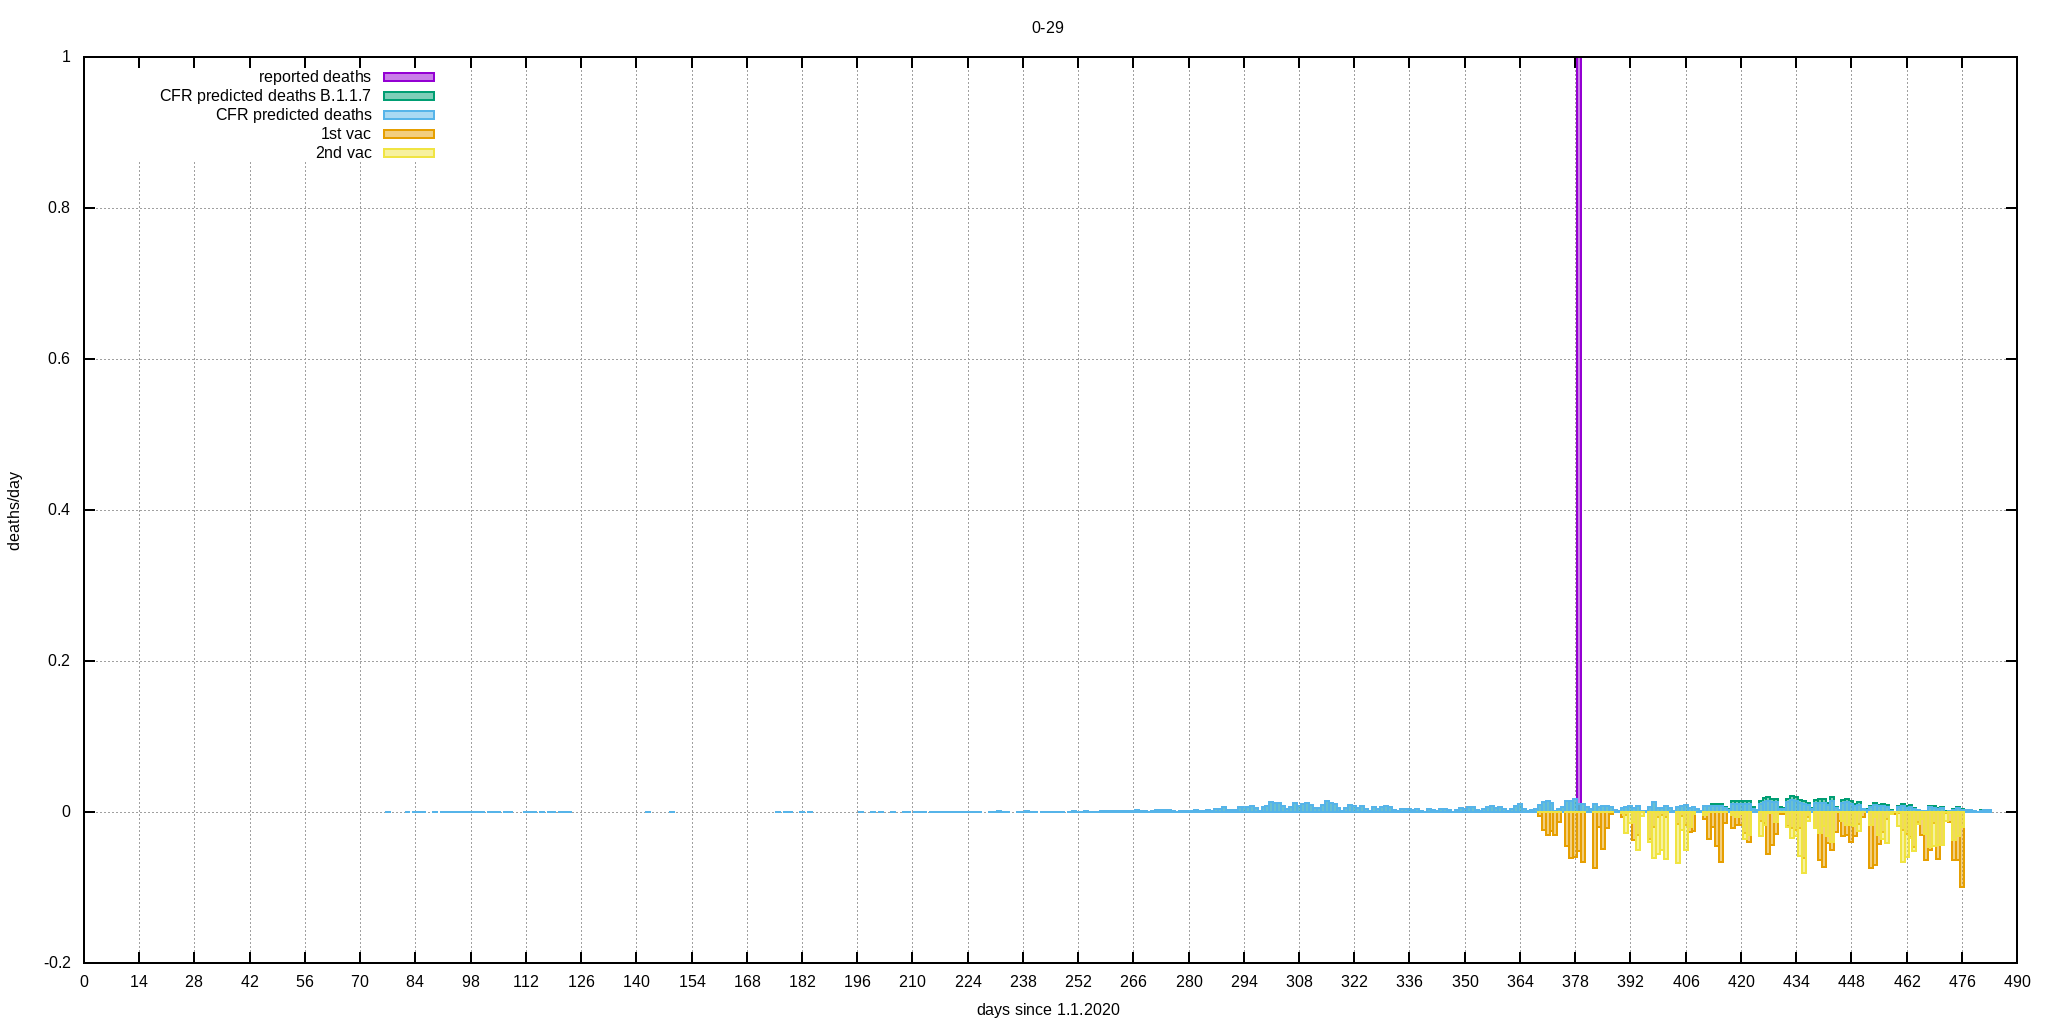 0-29
1
reported deaths
CFR predicted deaths B.1.1.7
CFR predicted deaths
1st vac
2nd vac
0.8
0.6
0.4
0.2
0
-0.2
deaths/day
0 14 28 42 56 70 84 98 112 126 140 154 168 182 196 210 224 238 252 266 280 294 308 322 336 350 364 378 392 406 420 434 448 462 476 490
days since 1.1.2020